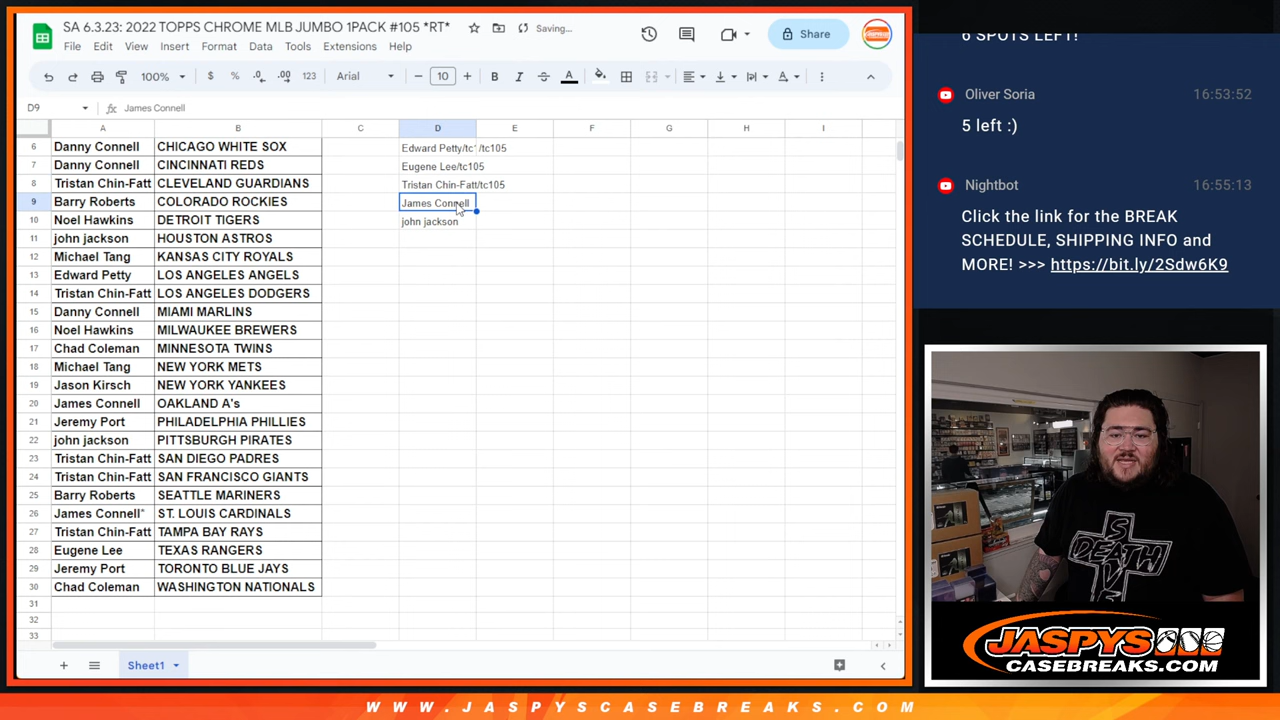 SA 6.3.23: 2022 TOPPS CHROME MLB JUMBO 1PACK #105 *RT*
Saving...
File Edit View Insert Format Data Tools Extensions Help
Share
100% $ % .0 .00 123 Arial 10 B I A
D9 fx James Connell
A B C D E F G H I
6 Danny Connell CHICAGO WHITE SOX
7 Danny Connell CINCINNATI REDS Eugene Lee/tc105
8 Tristan Chin-Fatt CLEVELAND GUARDIANS Tristan Chin-Fatt/tc105
9 Barry Roberts COLORADO ROCKIES James Connell
10 Noel Hawkins DETROIT TIGERS john jackson
11 john jackson HOUSTON ASTROS
12 Michael Tang KANSAS CITY ROYALS
13 Edward Petty LOS ANGELES ANGELS
14 Tristan Chin-Fatt LOS ANGELES DODGERS
15 Danny Connell MIAMI MARLINS
16 Noel Hawkins MILWAUKEE BREWERS
17 Chad Coleman MINNESOTA TWINS
18 Michael Tang NEW YORK METS
19 Jason Kirsch NEW YORK YANKEES
20 James Connell OAKLAND A's
21 Jeremy Port PHILADELPHIA PHILLIES
22 john jackson PITTSBURGH PIRATES
23 Tristan Chin-Fatt SAN DIEGO PADRES
24 Tristan Chin-Fatt SAN FRANCISCO GIANTS
25 Barry Roberts SEATTLE MARINERS
26 James Connell* ST. LOUIS CARDINALS
27 Tristan Chin-Fatt TAMPA BAY RAYS
28 Eugene Lee TEXAS RANGERS
29 Jeremy Port TORONTO BLUE JAYS
30 Chad Coleman WASHINGTON NATIONALS
31
32
33
Sheet1
6 SPOTS LEFT!
Oliver Soria 16:53:52
5 left :)
Nightbot 16:55:13
Click the link for the BREAK
SCHEDULE, SHIPPING INFO and
MORE! >>> https://bit.ly/2Sdw6K9
DEATH
SAVES
JASPYS
CASEBREAKS.COM
WWW.JASPYSCASEBREAKS.COM